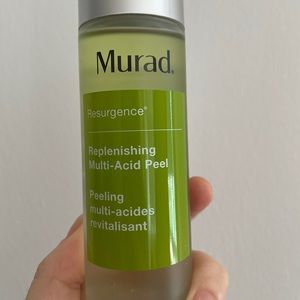 Murad.
Resurgence®
Replenishing
Multi-Acid Peel
Peeling
multi-acides
revitalisant